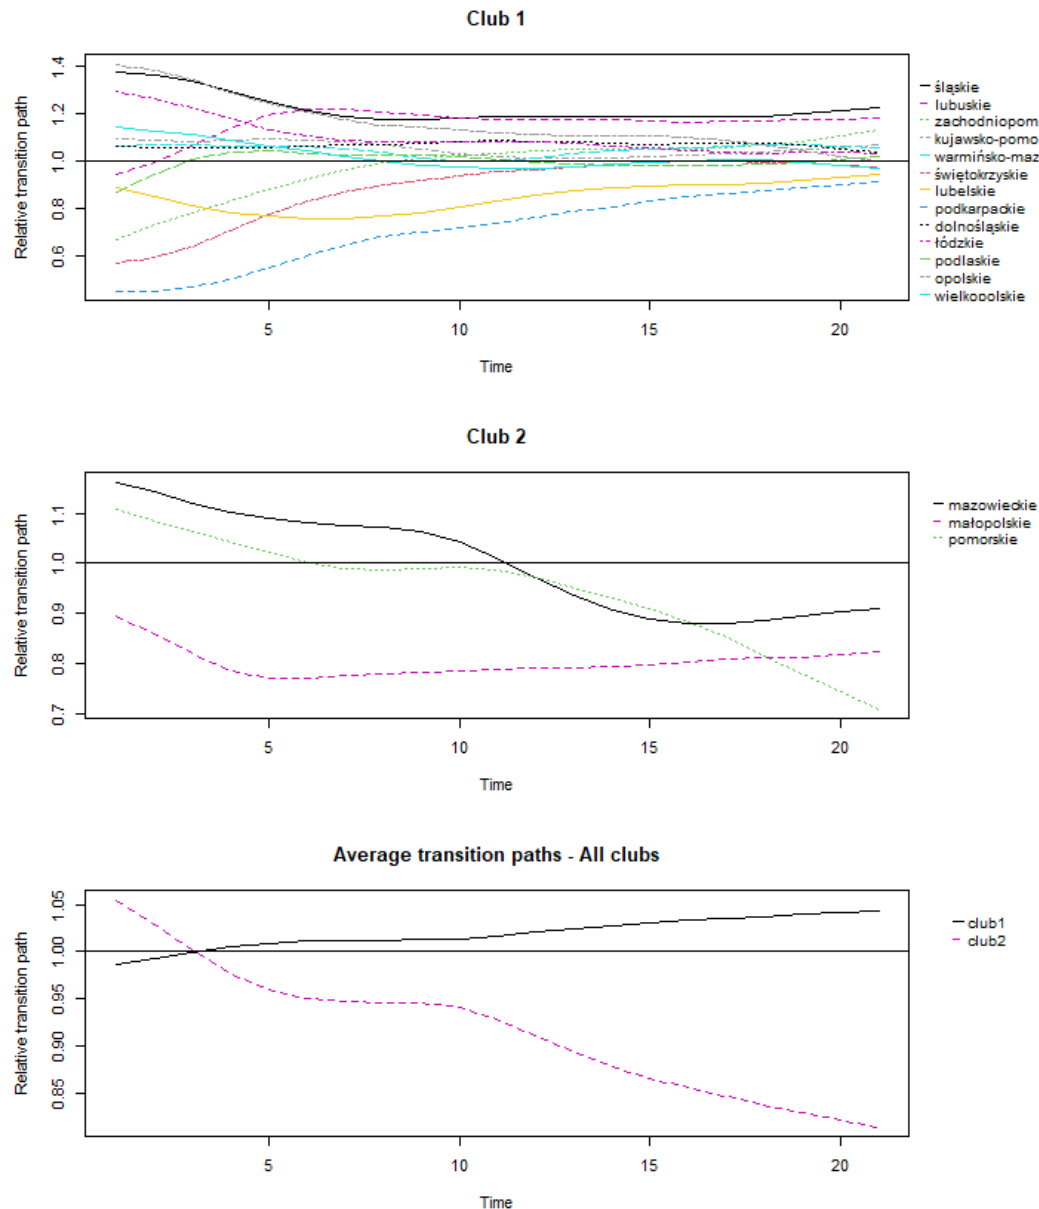 Club 1
Relative transition path
1.4
1.2
1.0
0.8
0.6
5
10
15
20
Time
śląskie
lubuskie
zachodniopom
kujawsko-pomo
warmińsko-maz
świętokrzyskie
lubelskie
podkarpackie
dolnośląskie
łódzkie
podlaskie
opolskie
wielkopolskie
Club 2
Relative transition path
1.1
1.0
0.9
0.8
0.7
5
10
15
20
Time
mazowieckie
małopolskie
pomorskie
Average transition paths - All clubs
Relative transition path
1.05
1.00
0.95
0.90
0.85
5
10
15
20
Time
club1
club2